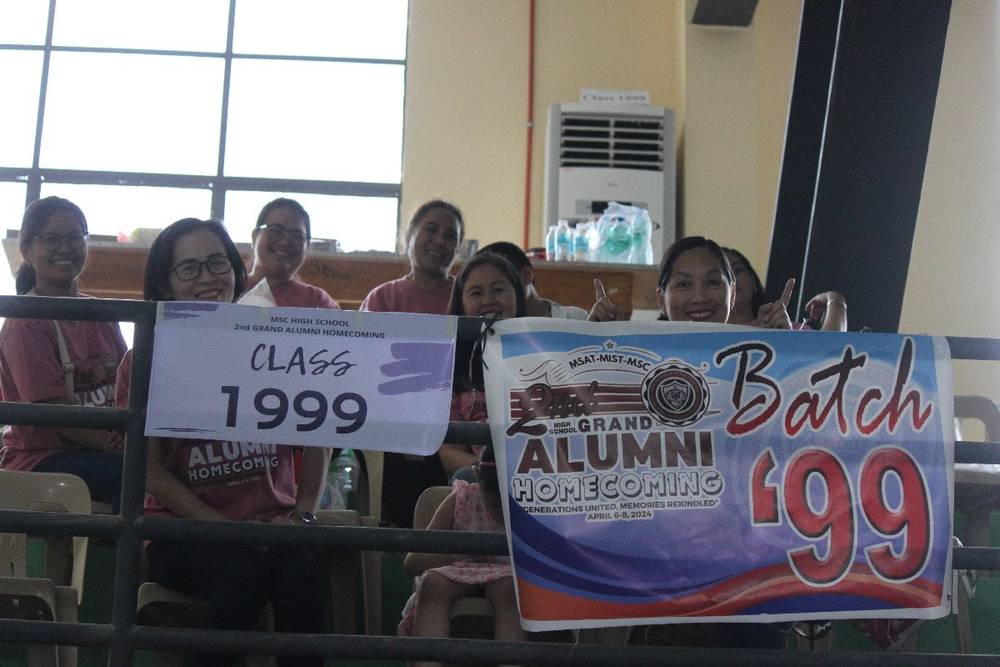 Class 1999
MSC HIGH SCHOOL
2nd GRAND ALUMNI HOMECOMING
CLASS
1999
MSAT-MIST-MSC
2nd
HIGH
SCHOOL
GRAND
ALUMNI
HOMECOMING
"GENERATIONS UNITED, MEMORIES REKINDLED"
APRIL 6-8, 2024
Batch
'99
ALUMNI
HOMECOMING